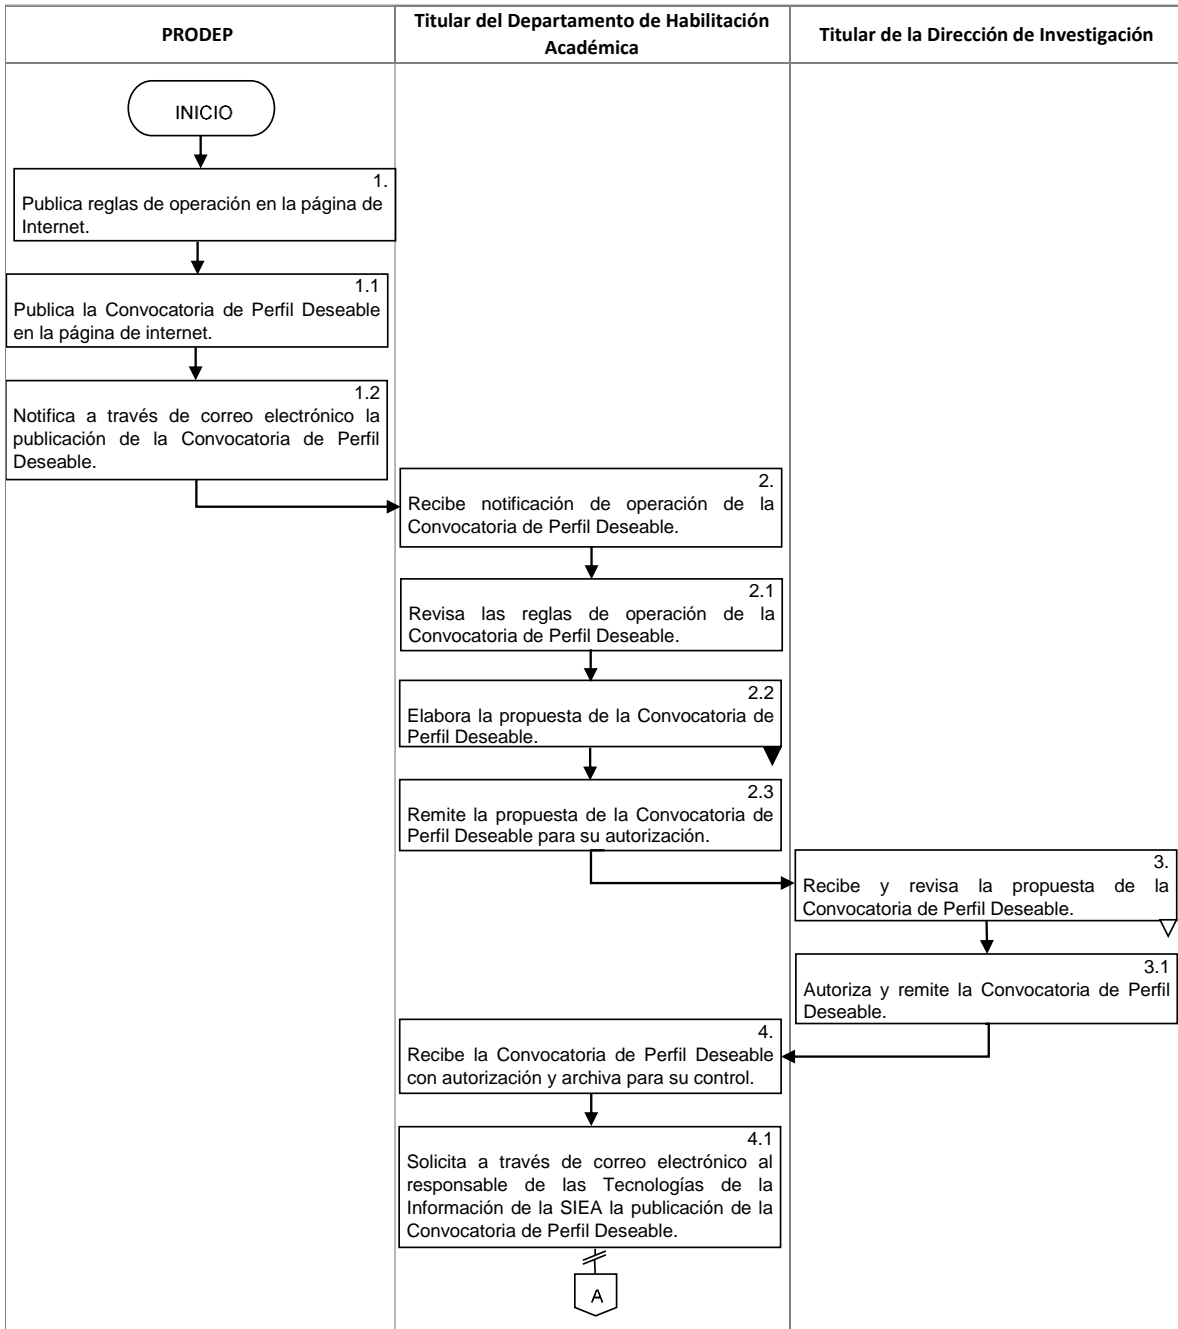 PRODEP
Titular del Departamento de Habilitación
Académica
Titular de la Dirección de Investigación
INICIO
1.
Publica reglas de operación en la página de
Internet.
1.1
Publica la Convocatoria de Perfil Deseable
en la página de internet.
1.2
Notifica a través de correo electrónico la
publicación de la Convocatoria de Perfil
Deseable.
2.
Recibe notificación de operación de la
Convocatoria de Perfil Deseable.
2.1
Revisa las reglas de operación de la
Convocatoria de Perfil Deseable.
2.2
Elabora la propuesta de la Convocatoria de
Perfil Deseable.
2.3
Remite la propuesta de la Convocatoria de
Perfil Deseable para su autorización.
3.
Recibe y revisa la propuesta de la
Convocatoria de Perfil Deseable.
3.1
Autoriza y remite la Convocatoria de Perfil
Deseable.
4.
Recibe la Convocatoria de Perfil Deseable
con autorización y archiva para su control.
4.1
Solicita a través de correo electrónico al
responsable de las Tecnologías de la
Información de la SIEA la publicación de la
Convocatoria de Perfil Deseable.
A